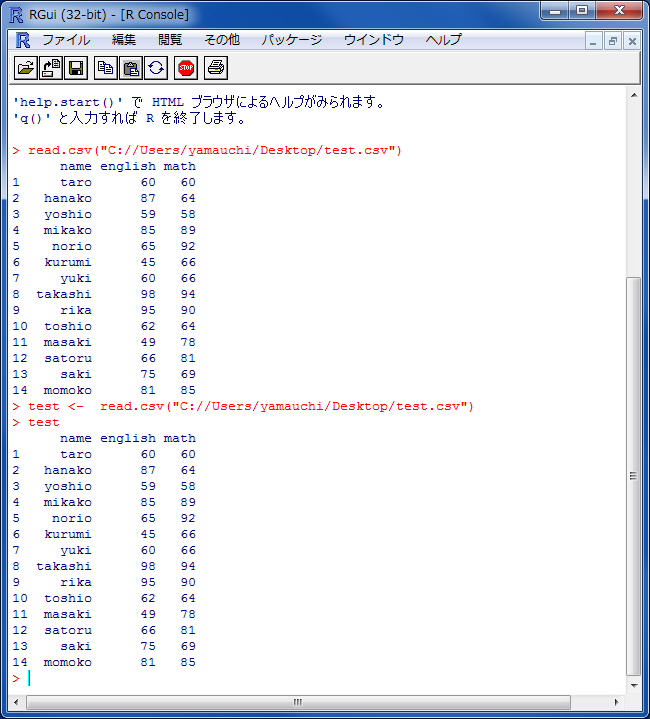 RGui (32-bit) - [R Console]
ファイル 編集 閲覧 その他 パッケージ ウインドウ ヘルプ
STOP
'help.start()' で HTML ブラウザによるヘルプがみられます。
'q()' と入力すれば R を終了します。
> read.csv("C://Users/yamauchi/Desktop/test.csv")
name english math
1 taro 60 60
2 hanako 87 64
3 yoshio 59 58
4 mikako 85 89
5 norio 65 92
6 kurumi 45 66
7 yuki 60 66
8 takashi 98 94
9 rika 95 90
10 toshio 62 64
11 masaki 49 78
12 satoru 66 81
13 saki 75 69
14 momoko 81 85
> test <-  read.csv("C://Users/yamauchi/Desktop/test.csv")
> test
name english math
1 taro 60 60
2 hanako 87 64
3 yoshio 59 58
4 mikako 85 89
5 norio 65 92
6 kurumi 45 66
7 yuki 60 66
8 takashi 98 94
9 rika 95 90
10 toshio 62 64
11 masaki 49 78
12 satoru 66 81
13 saki 75 69
14 momoko 81 85
>